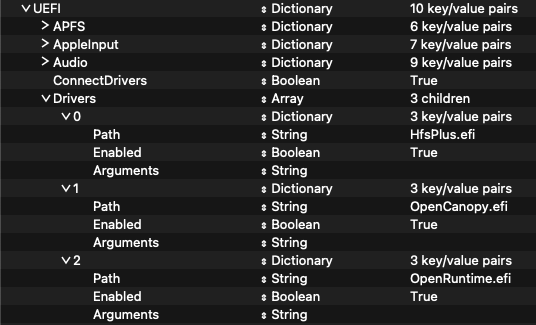 UEFI Dictionary 10 key/value pairs
APFS Dictionary 6 key/value pairs
AppleInput Dictionary 7 key/value pairs
Audio Dictionary 9 key/value pairs
ConnectDrivers Boolean True
Drivers Array 3 children
0 Dictionary 3 key/value pairs
Path String HfsPlus.efi
Enabled Boolean True
Arguments String
1 Dictionary 3 key/value pairs
Path String OpenCanopy.efi
Enabled Boolean True
Arguments String
2 Dictionary 3 key/value pairs
Path String OpenRuntime.efi
Enabled Boolean True
Arguments String